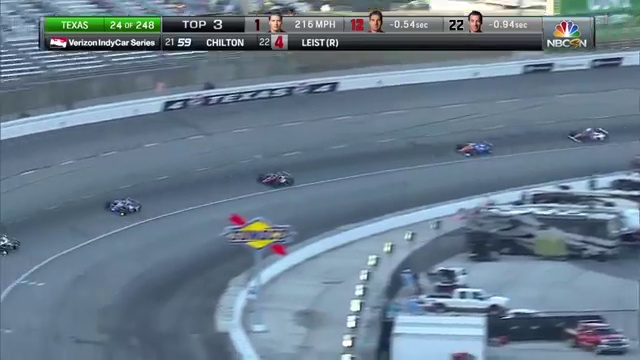 TEXAS 24 OF 248 TOP 3 1 216 MPH 12 -0.54SEC 22 -0.94SEC
Verizon IndyCar Series 21 59 CHILTON 22 4 LEIST (R)
NBCSN
TEXAS
SUNOCO